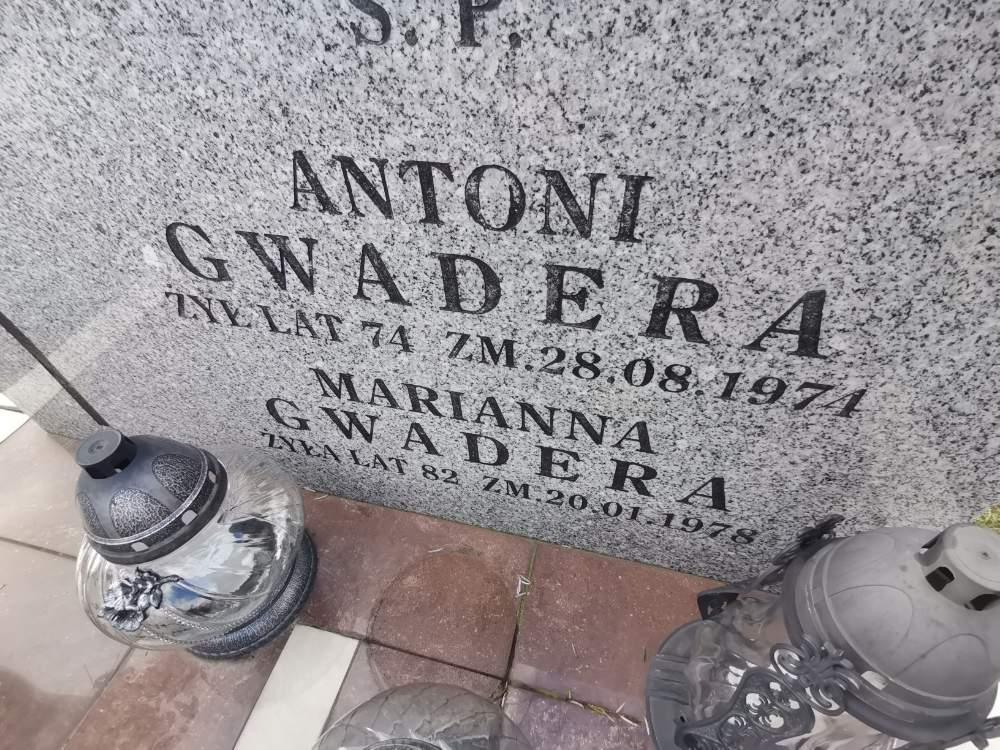 S. P.
ANTONI
GWADERA
ŻYŁ LAT 74 ZM.28.08.1974
MARIANNA
GWADERA
ŻYŁA LAT 82 ZM.20.01.1978